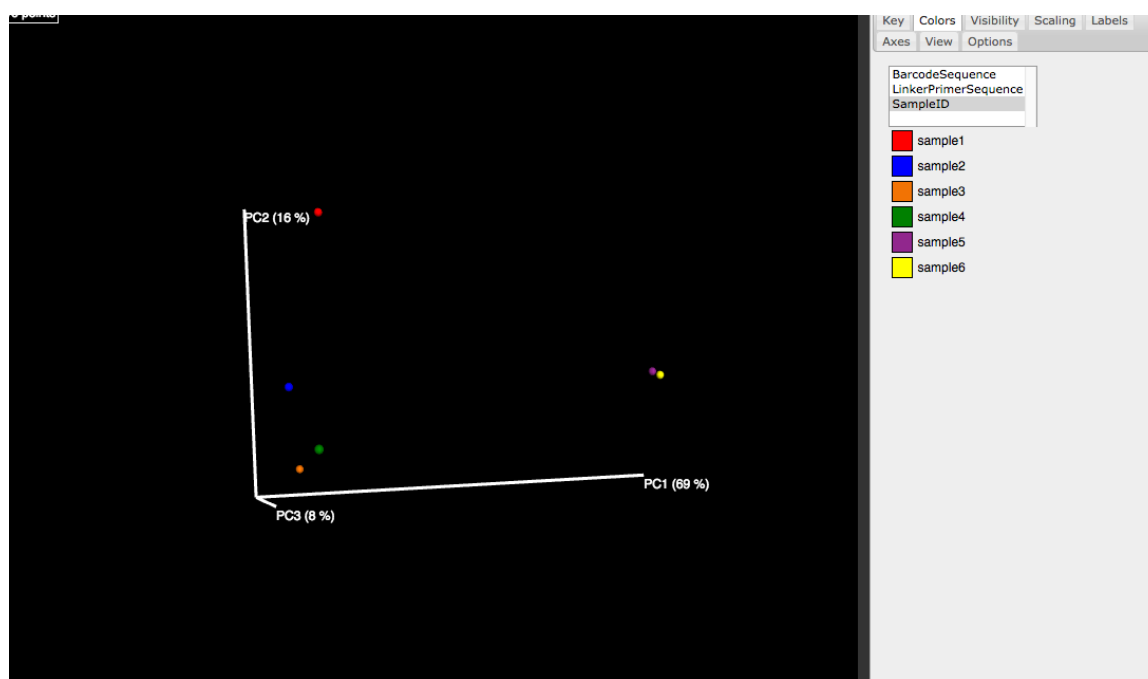 points
Key Colors Visibility Scaling Labels
Axes View Options
BarcodeSequence
LinkerPrimerSequence
SampleID
sample1
sample2
sample3
sample4
sample5
sample6
PC2 (16 %)
PC1 (69 %)
PC3 (8 %)